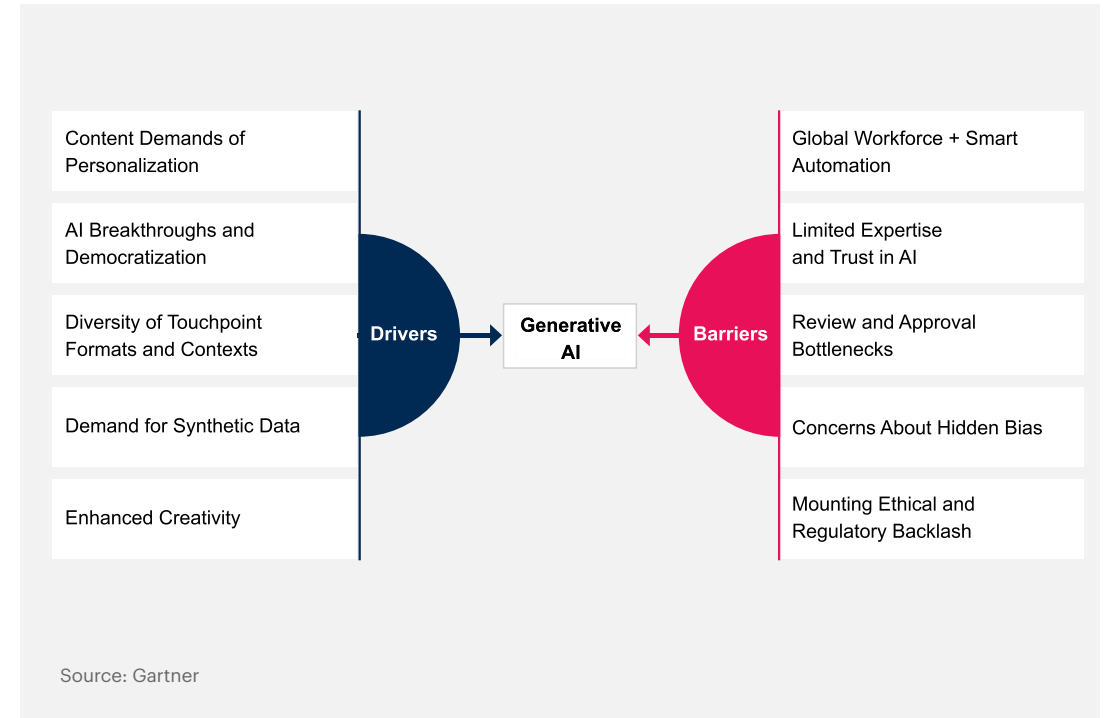 Content Demands of
Personalization
AI Breakthroughs and
Democratization
Diversity of Touchpoint
Formats and Contexts
Demand for Synthetic Data
Enhanced Creativity
Drivers
Generative
AI
Barriers
Global Workforce + Smart
Automation
Limited Expertise
and Trust in AI
Review and Approval
Bottlenecks
Concerns About Hidden Bias
Mounting Ethical and
Regulatory Backlash
Source: Gartner